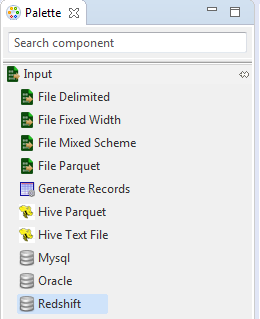 Palette
Search component
Input
File Delimited
File Fixed Width
File Mixed Scheme
File Parquet
Generate Records
Hive Parquet
Hive Text File
Mysql
Oracle
Redshift